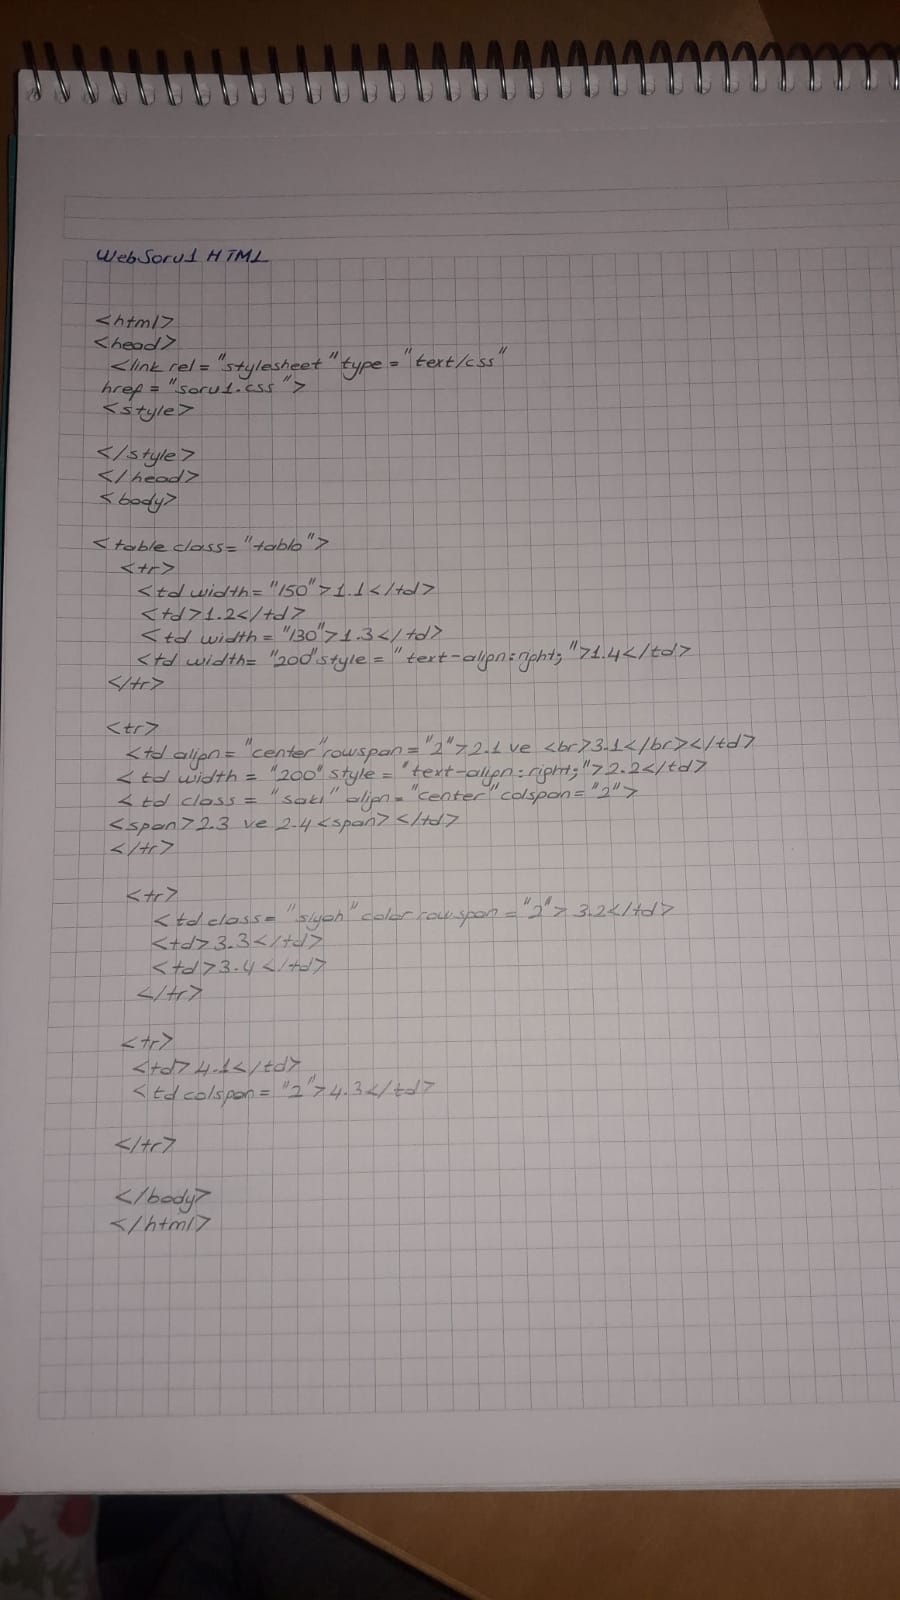 WebSoru1 HTML
<html>
<head>
<link rel="stylesheet" type="text/css"
href="soru1.css">
<style>
</style>
</head>
<body>
<table class="tablo">
<tr>
<td width="150">1.1</td>
<td>1.2</td>
<td width="130">1.3</td>
<td width="200" style="text-align:right;">1.4</td>
</tr>
<tr>
<td align="center" rowspan="2">2.1 ve <br>3.1</br></td>
<td width="200" style="text-align:right;">2.2</td>
<td class="sari" align="center" colspan="2">
<span>2.3 ve 2.4<span></td>
</tr>
<tr>
<td class="siyah" color rowspan="2">3.2</td>
<td>3.3</td>
<td>3.4</td>
</tr>
<tr>
<td>4.1</td>
<td colspan="2">4.3</td>
</tr>
</body>
</html>